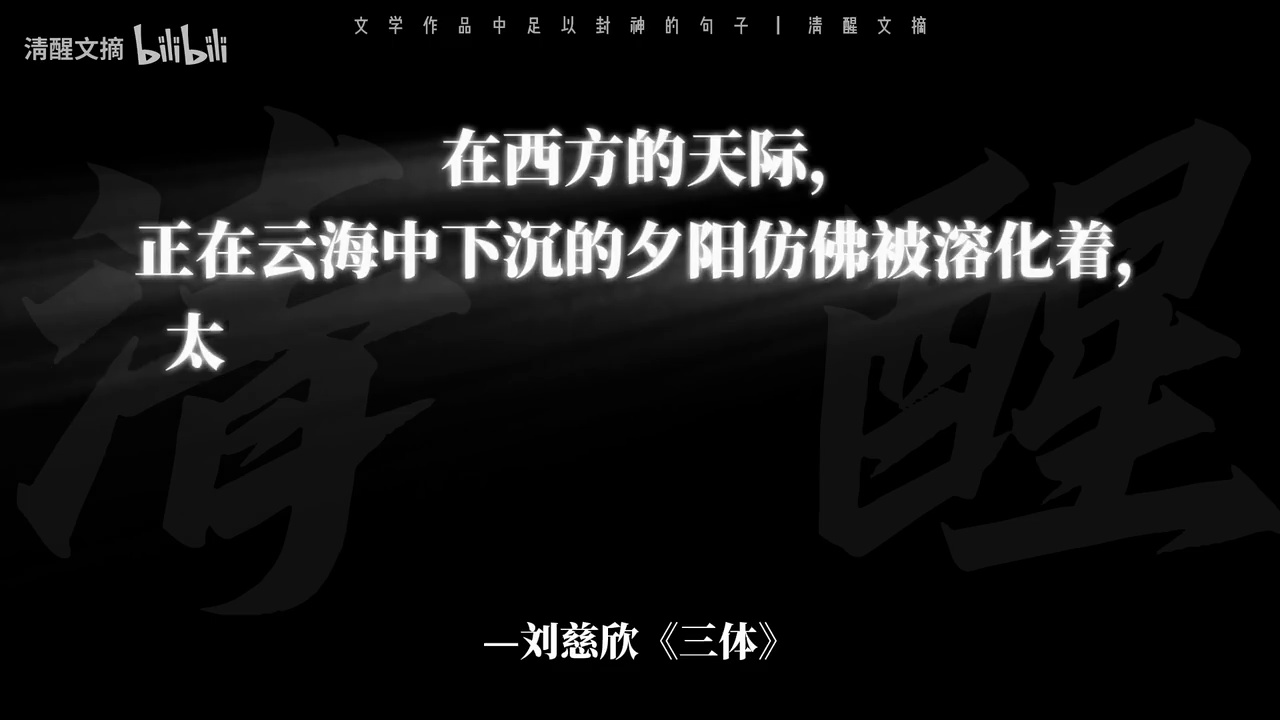 文学作品中足以封神的句子|清醒文摘
清醒文摘 bilibili
在西方的天际，
正在云海中下沉的夕阳仿佛被溶化着，
太
清醒
—刘慈欣《三体》